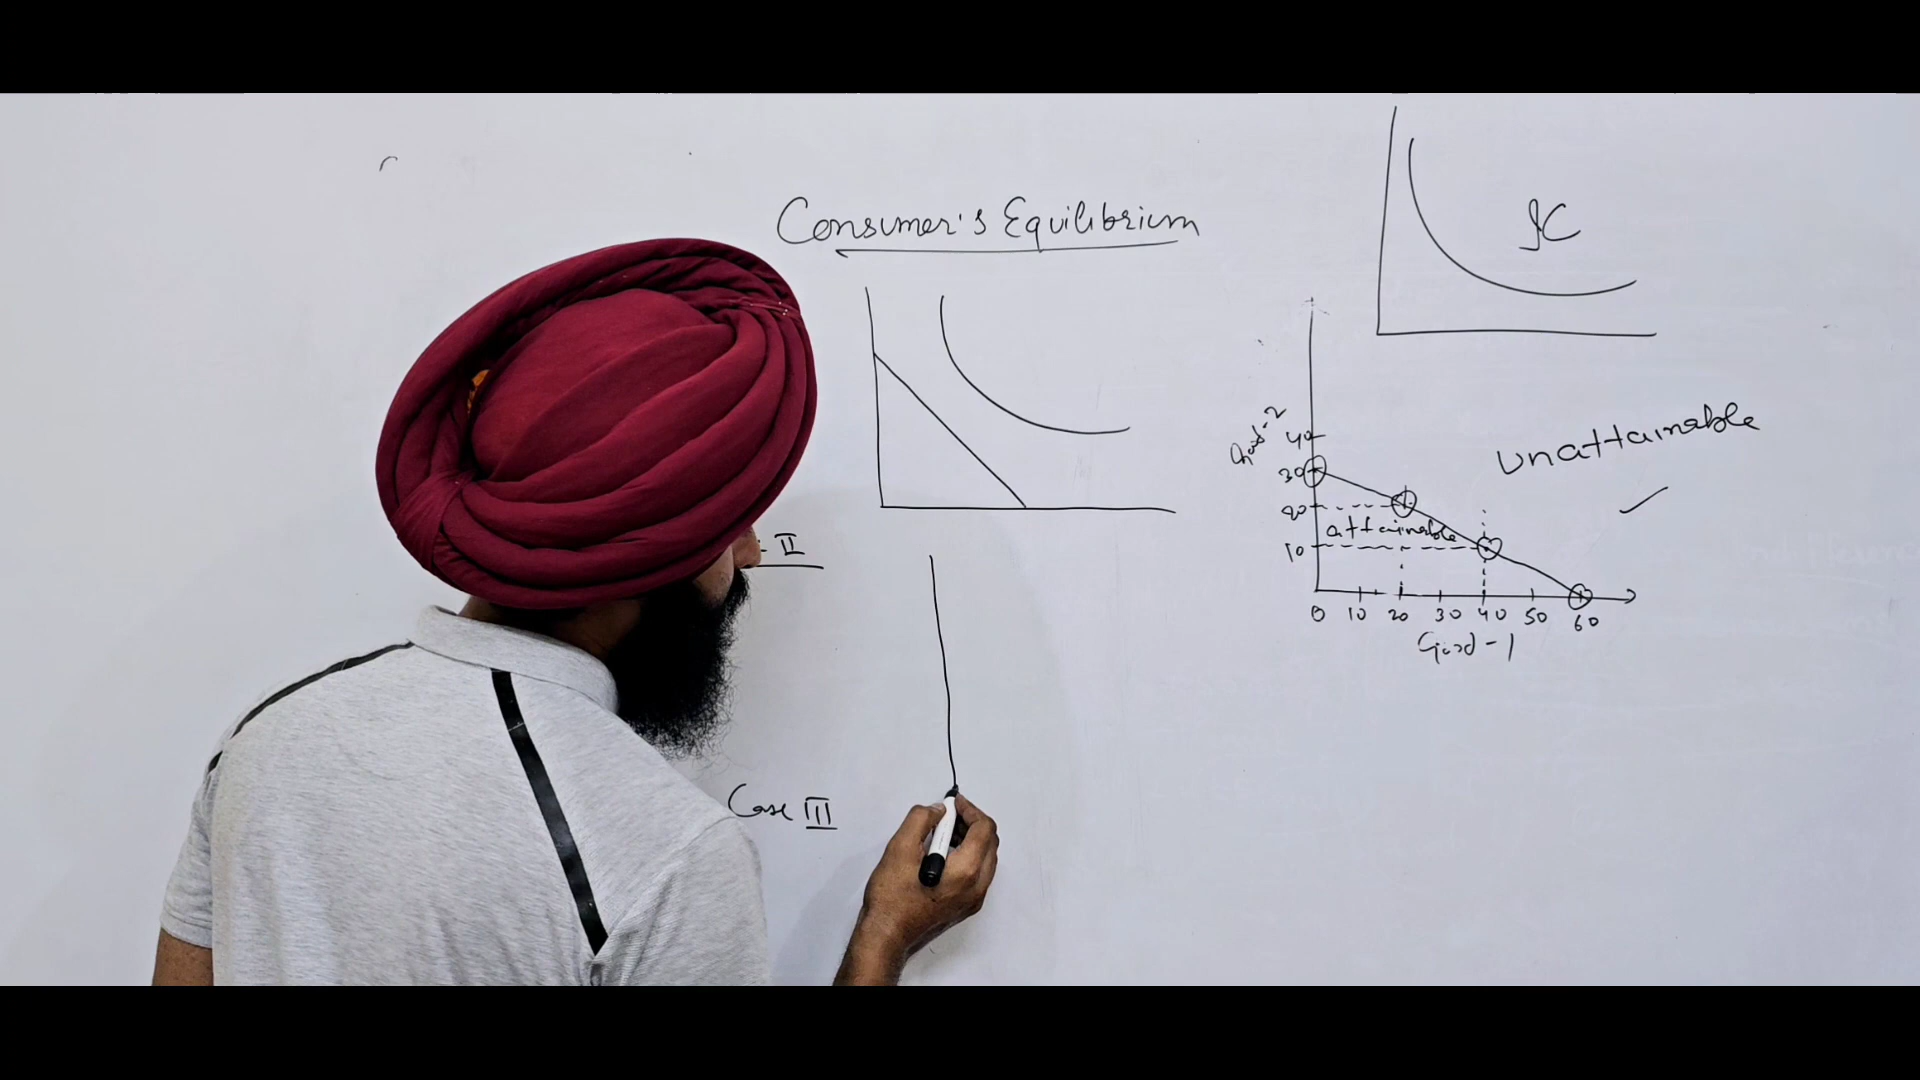 Consumer's Equilibrium
IC
Good-2
40
30
20
10
unattainable
attainable
0 10 20 30 40 50 60
Good-1
II
Case III